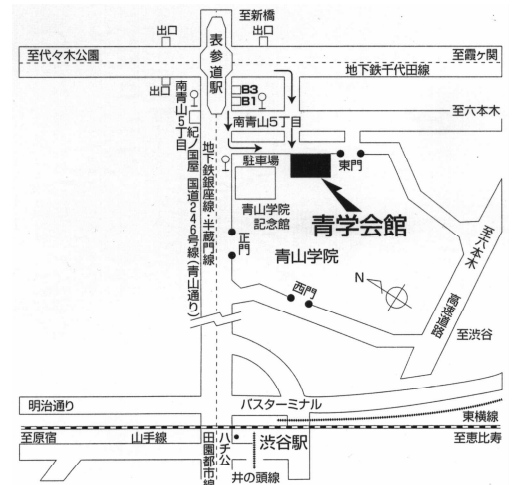 至新橋
出口
出口
表参道駅
至代々木公園
至霞ヶ関
地下鉄千代田線
出口
B3
B1
南青山5丁目
南青山5丁目
至六本木
紀ノ国屋
国道246号線(青山通り)
地下鉄銀座線・半蔵門線
駐車場
東門
青山学院
記念館
青学会館
正門
青山学院
至六本木
N
西門
高速道路
至渋谷
明治通り
バスターミナル
東横線
至原宿
山手線
田園都市線
ハチ公
渋谷駅
至恵比寿
井の頭線